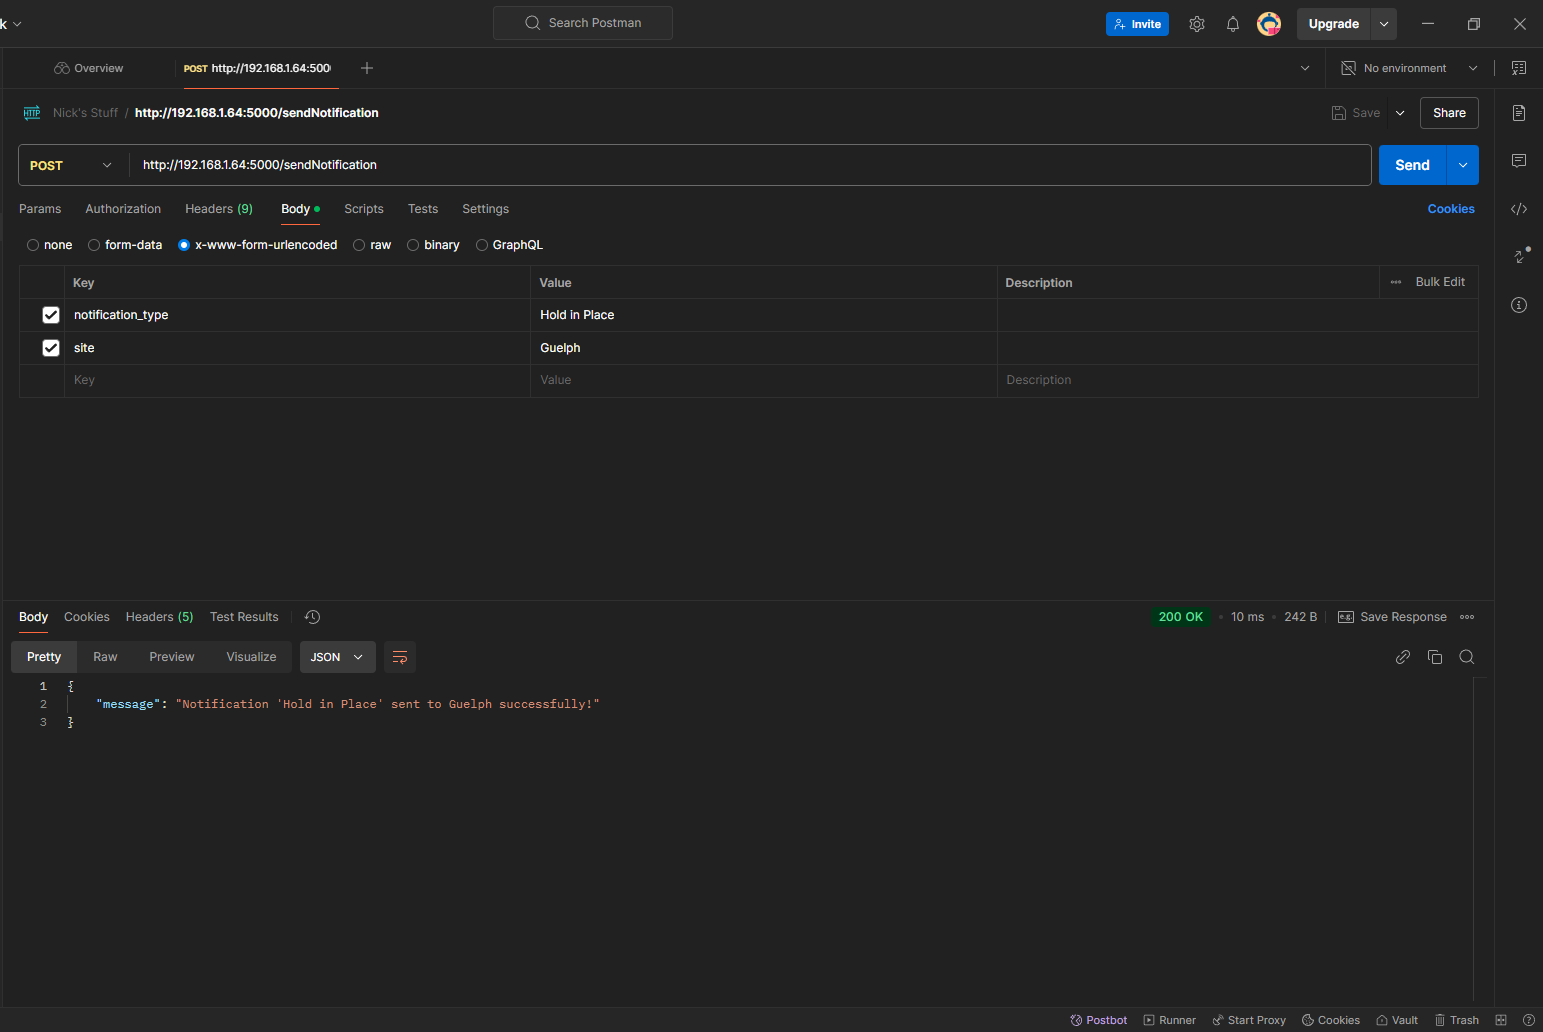 k
Search Postman
Invite
Upgrade
Overview
POST http://192.168.1.64:500
No environment
HTTP
Nick's Stuff / http://192.168.1.64:5000/sendNotification
Save
Share
POST
http://192.168.1.64:5000/sendNotification
Send
Params Authorization Headers (9) Body Scripts Tests Settings
Cookies
none form-data x-www-form-urlencoded raw binary GraphQL
Key Value Description Bulk Edit
notification_type Hold in Place
site Guelph
Key Value Description
Body Cookies Headers (5) Test Results
200 OK • 10 ms • 242 B
e.g. Save Response
Pretty Raw Preview Visualize JSON
1 {
2 "message": "Notification 'Hold in Place' sent to Guelph successfully!"
3 }
Postbot Runner Start Proxy Cookies Vault Trash